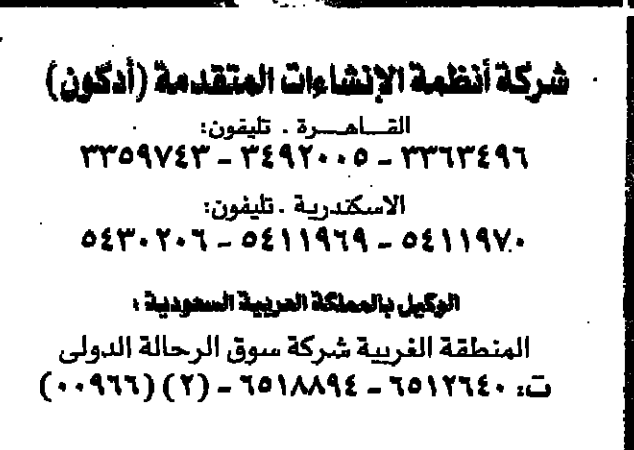 شركة أنظمة الإنشاءات المتقدمة (أدكون)
القــاهــرة . تليفون:
٣٣٦٣٤٩٦ - ٣٤٩٢٠٠٥ - ٣٣٥٩٧٤٣
الاسكندرية . تليفون:
٥٤١١٩٧٠ - ٥٤١١٩٦٩ - ٥٤٣٠٢٠٦
الوكيل بالمملكة العربية السعودية :
المنطقة الغربية شركة سوق الرحالة الدولى
ت: ٦٥١٢٦٤٠ - ٦٥١٨٨٩٤ - (٢) (٠٠٩٦٦)